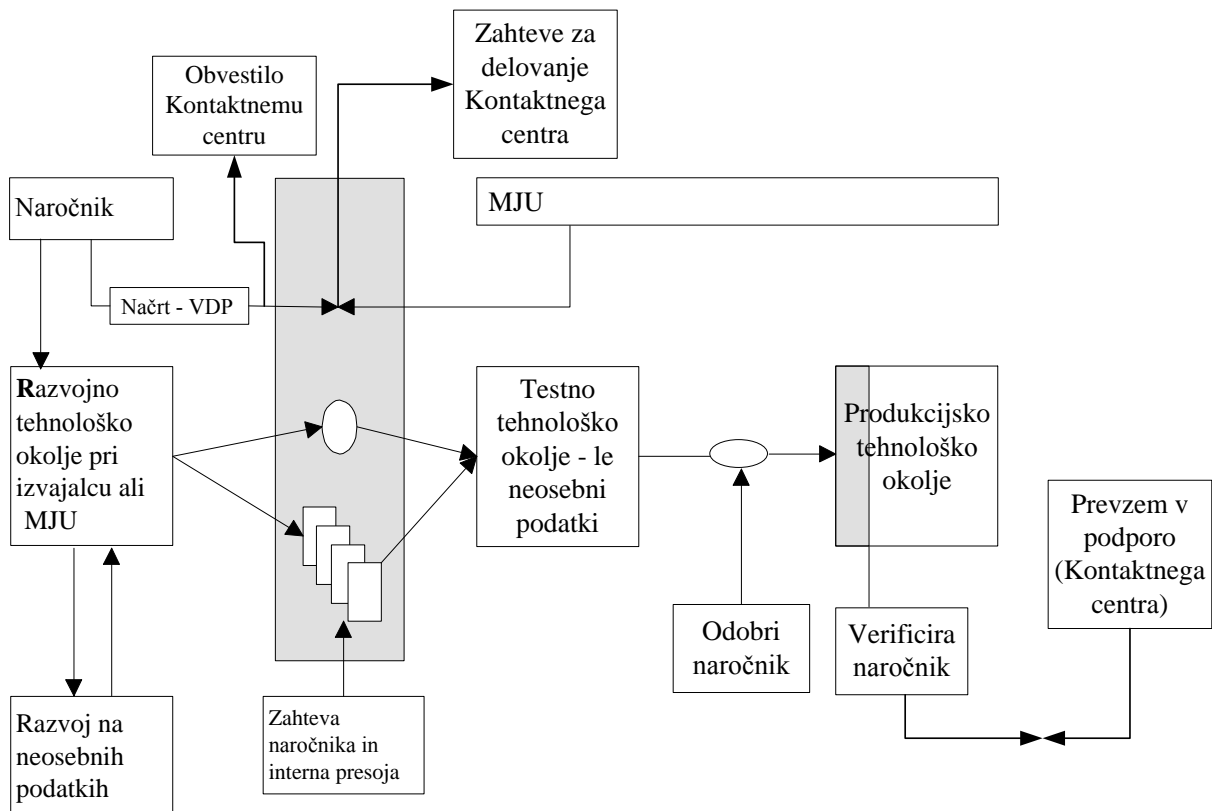 Zahteve za
delovanje
Kontaktnega
centra
Obvestilo
Kontaktnemu
centru
Naročnik
MJU
Načrt - VDP
Razvojno
tehnološko
okolje pri
izvajalcu ali
MJU
Testno
tehnološko
okolje - le
neosebni
podatki
Produkcijsko
tehnološko
okolje
Prevzem v
podporo
(Kontaktnega
centra)
Odobri
naročnik
Verificira
naročnik
Razvoj na
neosebnih
podatkih
Zahteva
naročnika in
interna presoja